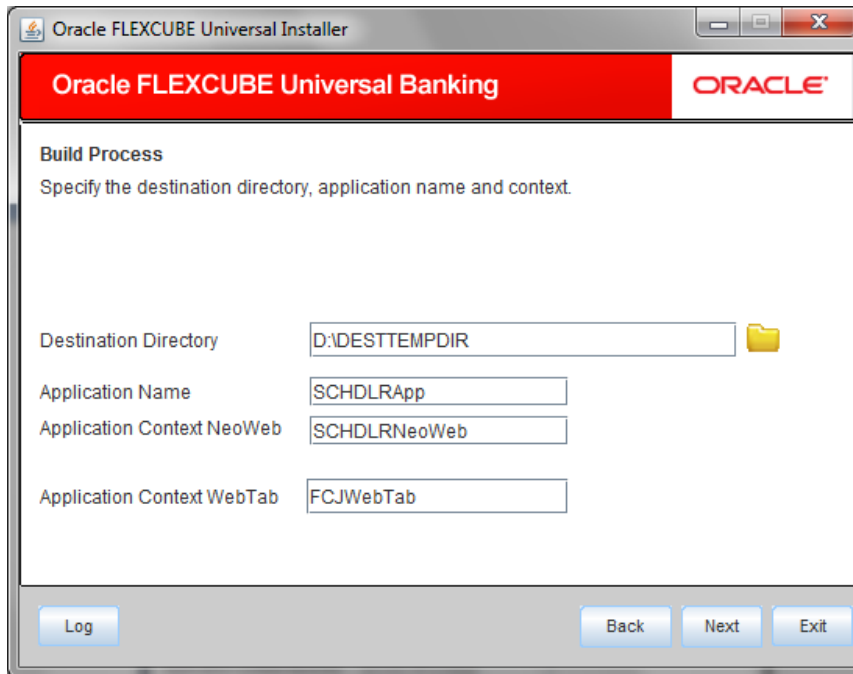 Oracle FLEXCUBE Universal Installer
Oracle FLEXCUBE Universal Banking
ORACLE
Build Process
Specify the destination directory, application name and context.
Destination Directory D:\DESTTEMPDIR
Application Name SCHDLRApp
Application Context NeoWeb SCHDLRNeoWeb
Application Context WebTab FCJWebTab
Log Back Next Exit